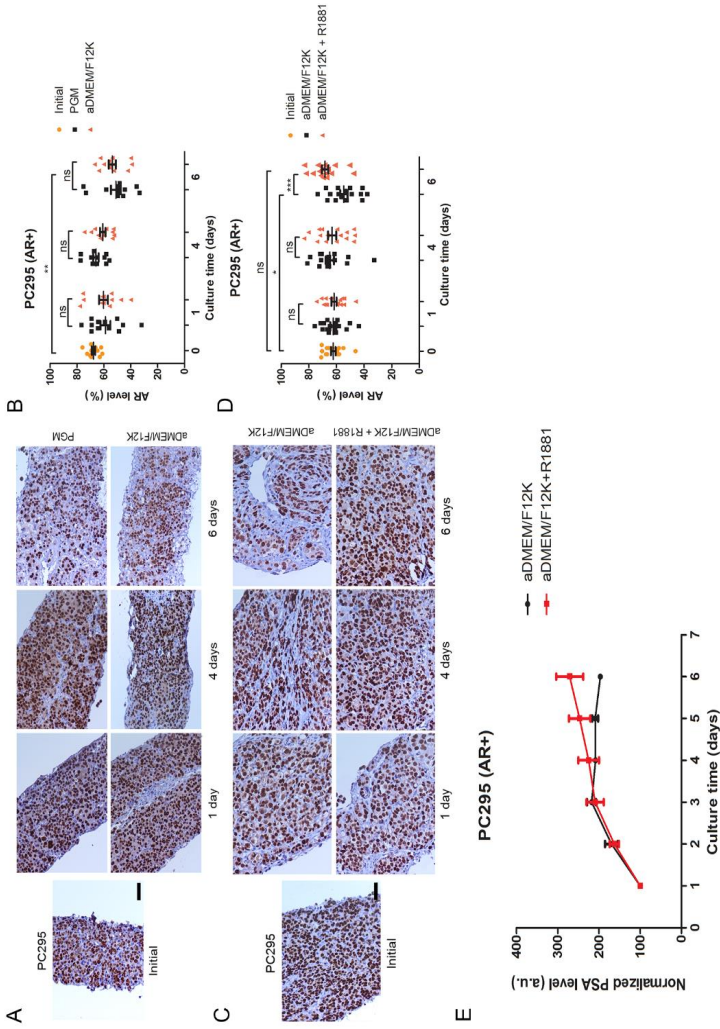 A
PC295
Initial
1 day
4 days
6 days
PGM
aDMEM/F12K
B
PC295 (AR+)
AR level (%)
100
80
60
40
20
0
ns
ns
ns
**
0
1
4
6
Culture time (days)
Initial
PGM
aDMEM/F12K
C
PC295
Initial
1 day
4 days
6 days
aDMEM/F12K
aDMEM/F12K + R1881
D
PC295 (AR+)
AR level (%)
100
80
60
40
20
0
ns
*
ns
ns
***
0
1
4
6
Culture time (days)
Initial
aDMEM/F12K
aDMEM/F12K + R1881
E
PC295 (AR+)
Normalized PSA level (a.u.)
400
300
200
100
0
0
1
2
3
4
5
6
7
Culture time (days)
aDMEM/F12K
aDMEM/F12K+R1881